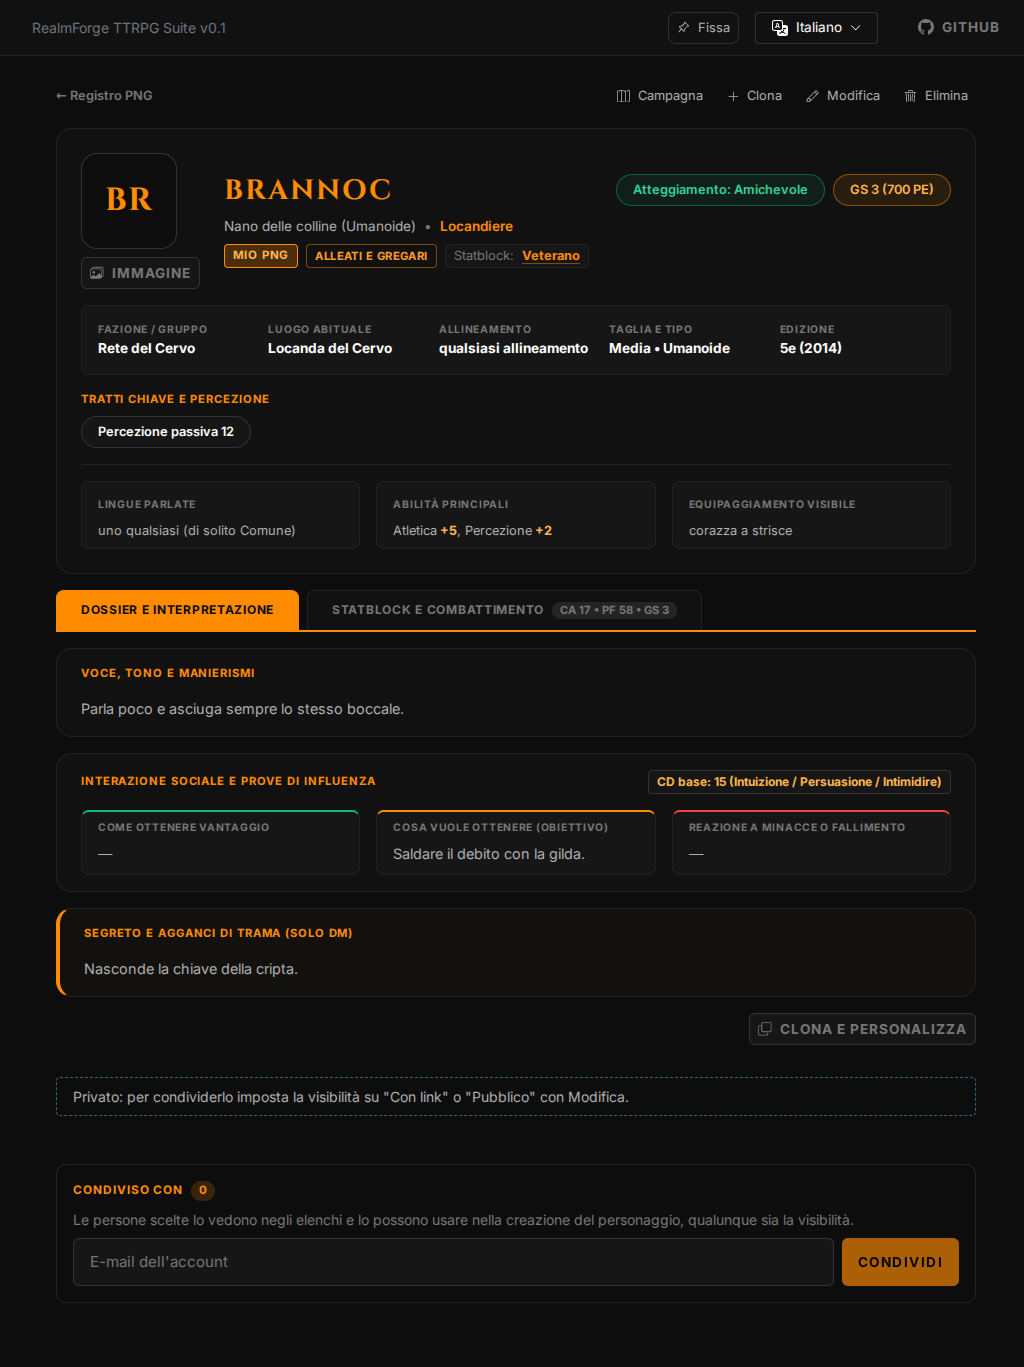 RealmForge TTRPG Suite v0.1
Fissa
Italiano
GITHUB
← Registro PNG
Campagna
Clona
Modifica
Elimina
BR
IMMAGINE
BRANNOC
Nano delle colline (Umanoide) • Locandiere
MIO PNG
ALLEATI E GREGARI
Statblock: Veterano
Atteggiamento: Amichevole
GS 3 (700 PE)
FAZIONE / GRUPPO
Rete del Cervo
LUOGO ABITUALE
Locanda del Cervo
ALLINEAMENTO
qualsiasi allineamento
TAGLIA E TIPO
Media • Umanoide
EDIZIONE
5e (2014)
TRATTI CHIAVE E PERCEZIONE
Percezione passiva 12
LINGUE PARLATE
uno qualsiasi (di solito Comune)
ABILITÀ PRINCIPALI
Atletica +5, Percezione +2
EQUIPAGGIAMENTO VISIBILE
corazza a strisce
DOSSIER E INTERPRETAZIONE
STATBLOCK E COMBATTIMENTO CA 17 • PF 58 • GS 3
VOCE, TONO E MANIERISMI
Parla poco e asciuga sempre lo stesso boccale.
INTERAZIONE SOCIALE E PROVE DI INFLUENZA
CD base: 15 (Intuizione / Persuasione / Intimidire)
COME OTTENERE VANTAGGIO
—
COSA VUOLE OTTENERE (OBIETTIVO)
Saldare il debito con la gilda.
REAZIONE A MINACCE O FALLIMENTO
—
SEGRETO E AGGANCI DI TRAMA (SOLO DM)
Nasconde la chiave della cripta.
CLONA E PERSONALIZZA
Privato: per condividerlo imposta la visibilità su "Con link" o "Pubblico" con Modifica.
CONDIVISO CON 0
Le persone scelte lo vedono negli elenchi e lo possono usare nella creazione del personaggio, qualunque sia la visibilità.
E-mail dell'account
CONDIVIDI